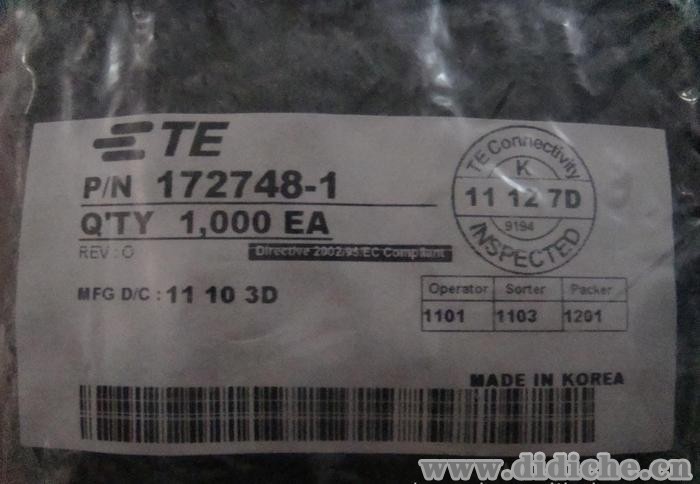 TE
P/N 172748-1
Q'TY 1,000 EA
REV : O
Directive 2002/95/EC Compliant
MFG D/C : 11 10 3D
TE Connectivity
K
11 12 7D
9194
INSPECTED
Operator Sorter Packer
1101 1103 1201
MADE IN KOREA
www.didiche.cn